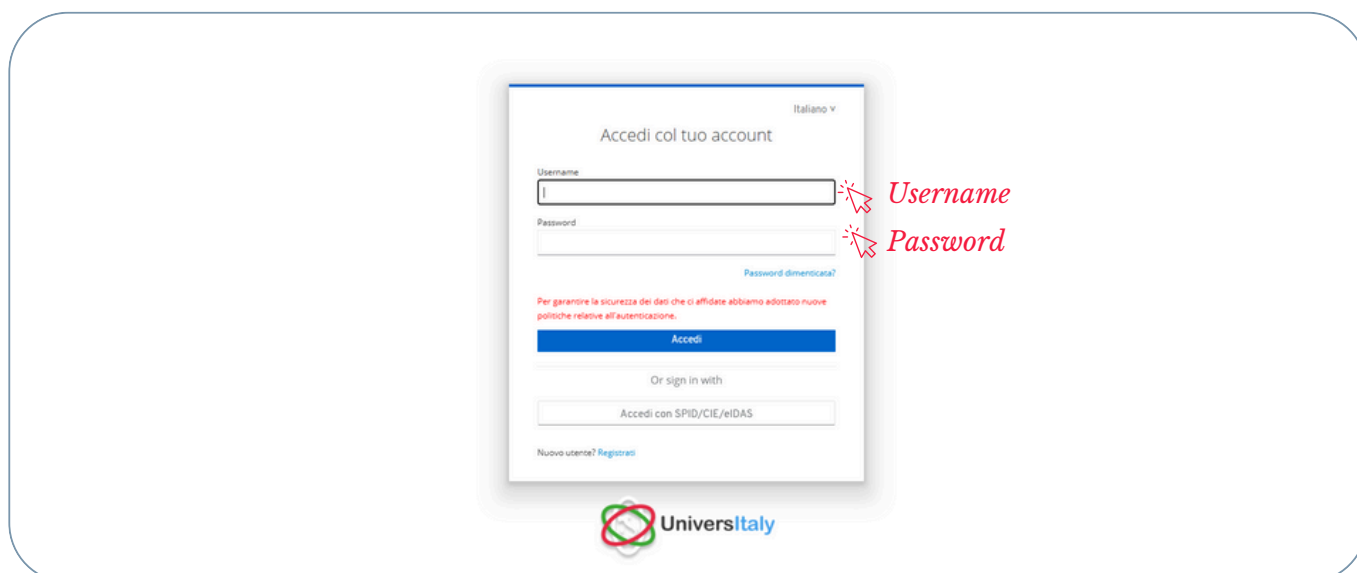 Italiano v
Accedi col tuo account
Username
Username
Password
Password
Password dimenticata?
Per garantire la sicurezza dei dati che ci affidate abbiamo adottato nuove
politiche relative all'autenticazione.
Accedi
Or sign in with
Accedi con SPID/CIE/eIDAS
Nuovo utente? Registrati
UniversItaly